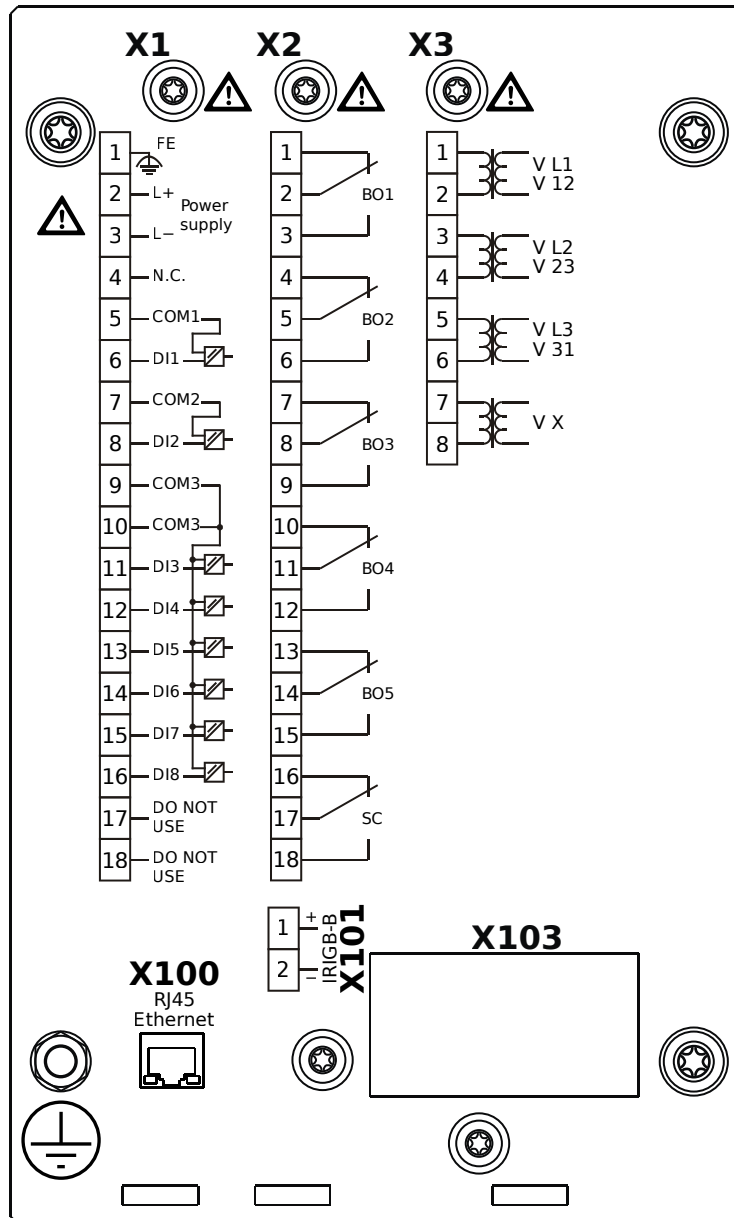 X1
X2
X3
1
FE
2
L+
Power
supply
3
L−
4
N.C.
5
COM1
6
DI1
7
COM2
8
DI2
9
COM3
10
COM3
11
DI3
12
DI4
13
DI5
14
DI6
15
DI7
16
DI8
17
DO NOT
USE
18
DO NOT
USE
1
2
BO1
3
4
5
BO2
6
7
8
BO3
9
10
11
BO4
12
13
14
BO5
15
16
17
SC
18
1
V L1
V 12
2
3
V L2
V 23
4
5
V L3
V 31
6
7
V X
8
1
+
2
−
IRIGB-B
X101
X103
X100
RJ45
Ethernet